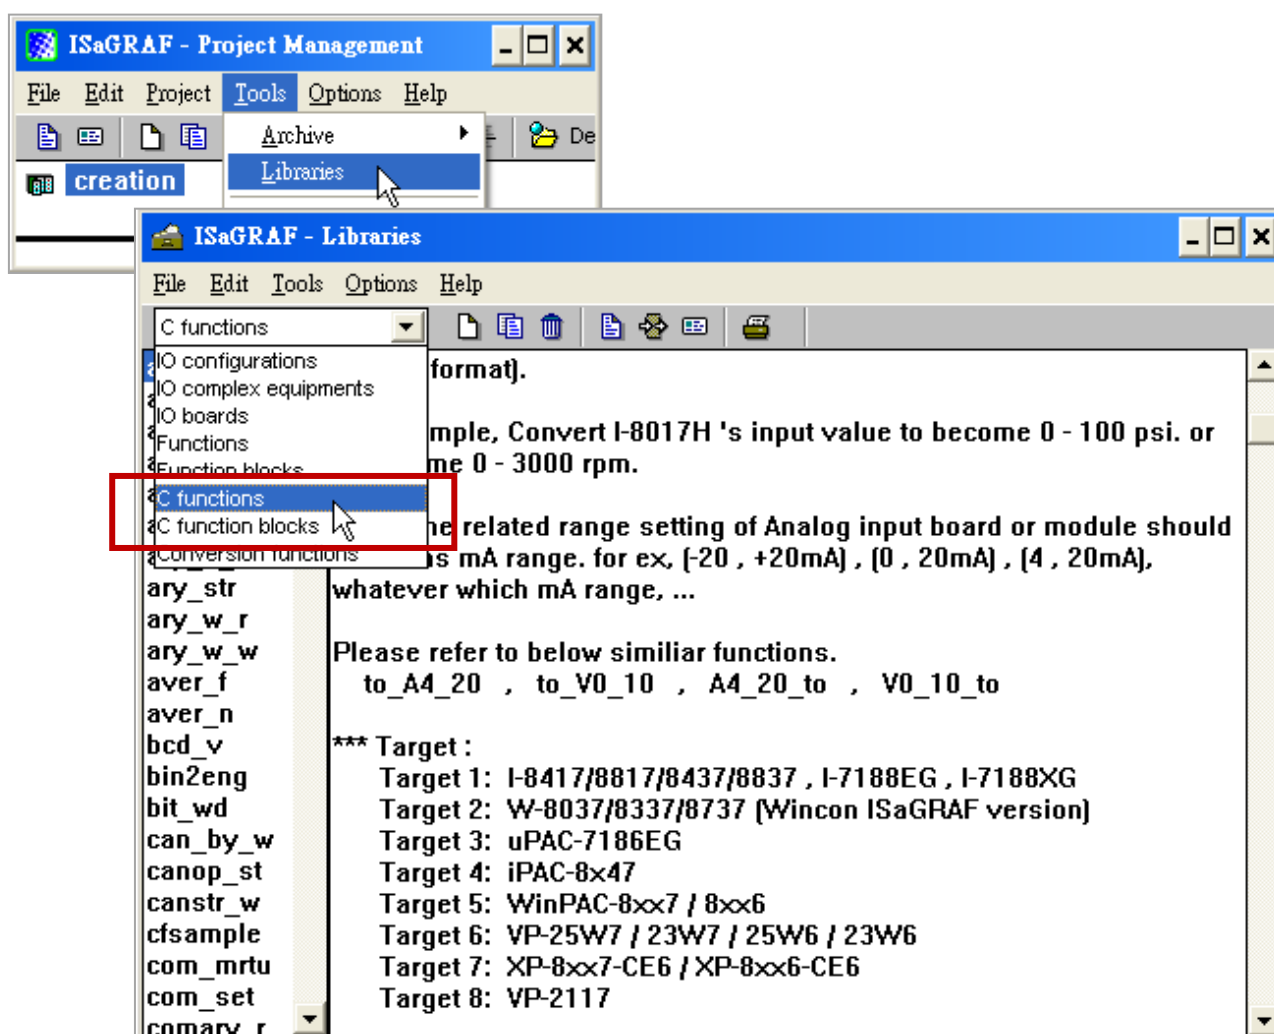 ISaGRAF - Project Management
File Edit Project Tools Options Help
Archive
Libraries
creation
ISaGRAF - Libraries
File Edit Tools Options Help
C functions
IO configurations
IO complex equipments
IO boards
Functions
Function blocks
C functions
C function blocks
Conversion functions
ary_str
ary_w_r
ary_w_w
aver_f
aver_n
bcd_v
bin2eng
bit_wd
can_by_w
canop_st
canstr_w
cfsample
com_mrtu
com_set
comary_r
format).
Convert I-8017H 's input value to become 0 - 100 psi. or
0 - 3000 rpm.
related range setting of Analog input board or module should
mA range. for ex, (-20 , +20mA) , (0 , 20mA) , (4 , 20mA),
whatever which mA range, ...
Please refer to below similiar functions.
to_A4_20 , to_V0_10 , A4_20_to , V0_10_to
*** Target :
Target 1: I-8417/8817/8437/8837 , I-7188EG , I-7188XG
Target 2: W-8037/8337/8737 (Wincon ISaGRAF version)
Target 3: uPAC-7186EG
Target 4: iPAC-8x47
Target 5: WinPAC-8xx7 / 8xx6
Target 6: VP-25W7 / 23W7 / 25W6 / 23W6
Target 7: XP-8xx7-CE6 / XP-8xx6-CE6
Target 8: VP-2117